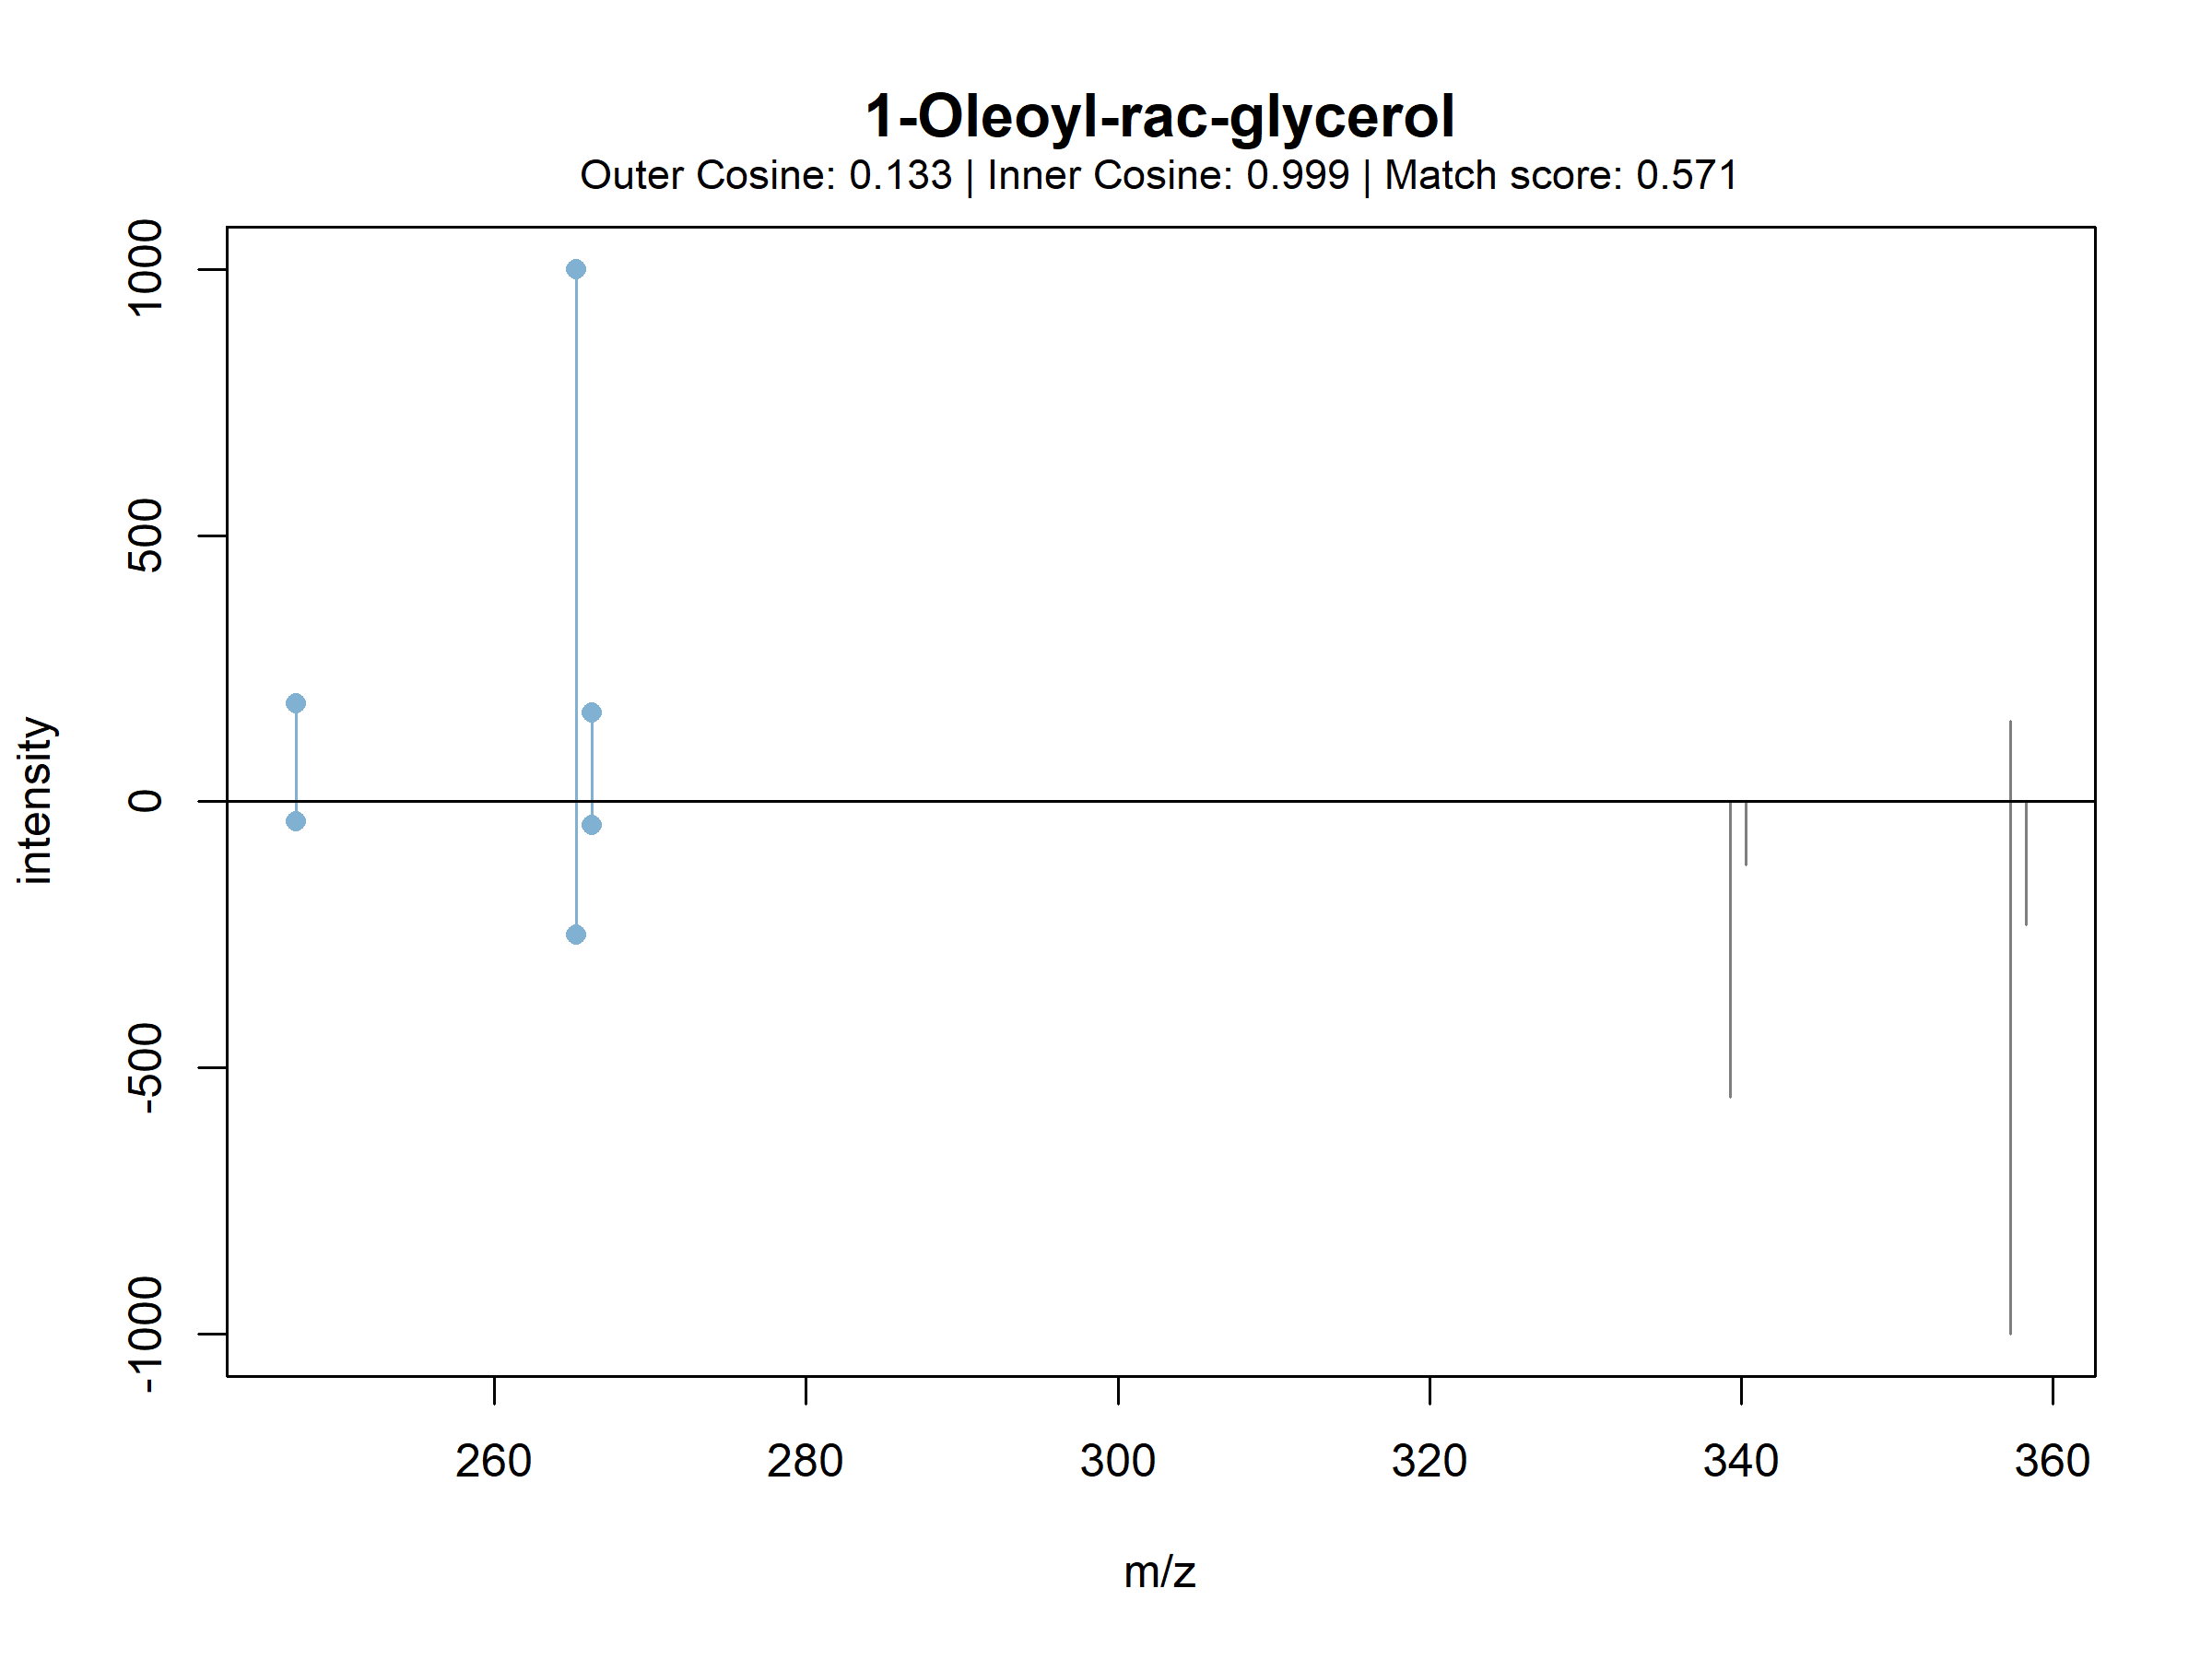 1-Oleoyl-rac-glycerol
Outer Cosine: 0.133 | Inner Cosine: 0.999 | Match score: 0.571
1000
500
0
-500
-1000
intensity
260 280 300 320 340 360
m/z